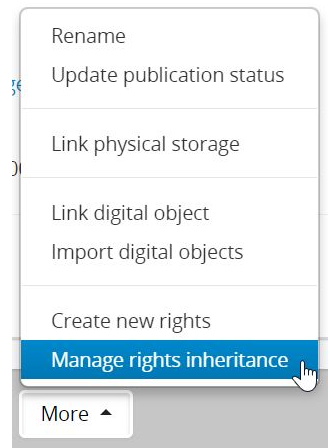 Rename
Update publication status
Link physical storage
Link digital object
Import digital objects
Create new rights
Manage rights inheritance
More